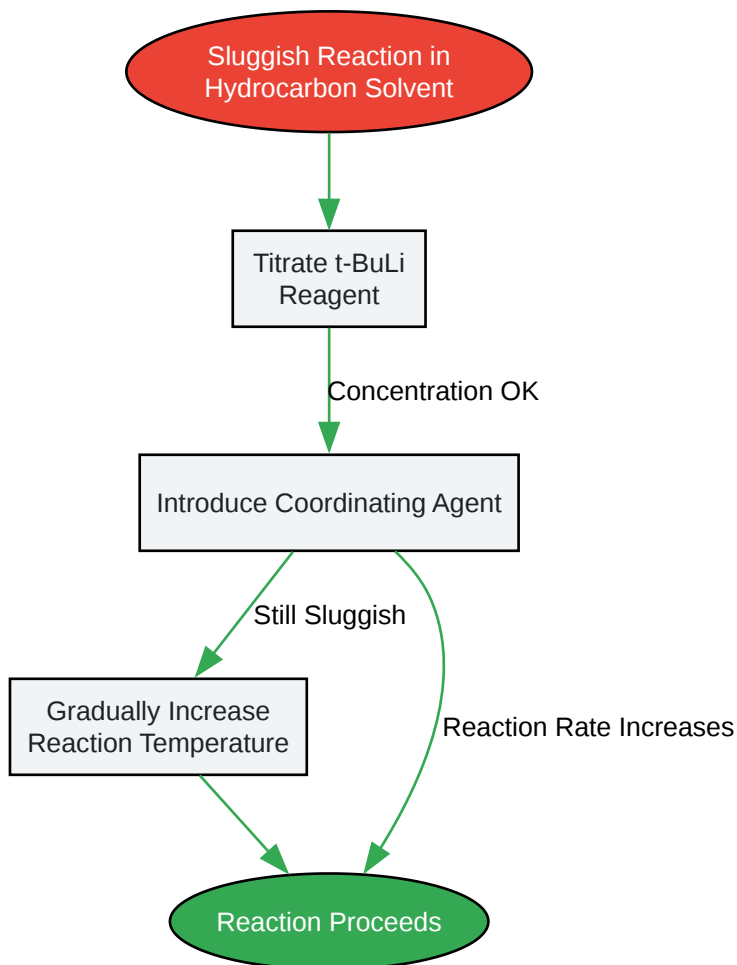 Sluggish Reaction in
Hydrocarbon Solvent
Titrate t-BuLi
Reagent
Concentration OK
Introduce Coordinating Agent
Still Sluggish
Gradually Increase
Reaction Temperature
Reaction Rate Increases
Reaction Proceeds